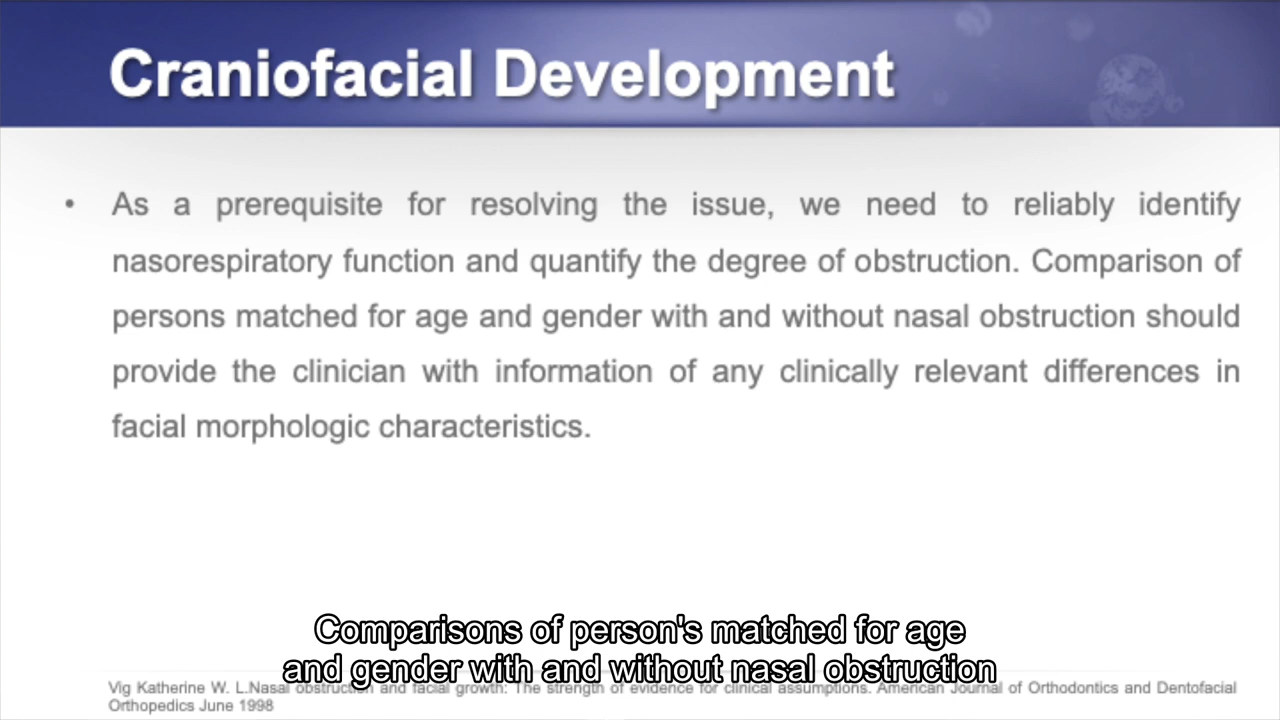 Craniofacial Development
• As a prerequisite for resolving the issue, we need to reliably identify
nasorespiratory function and quantify the degree of obstruction. Comparison of
persons matched for age and gender with and without nasal obstruction should
provide the clinician with information of any clinically relevant differences in
facial morphologic characteristics.
Comparisons of person's matched for age
and gender with and without nasal obstruction
Vig Katherine W. L.Nasal obstruction and facial growth: The strength of evidence for clinical assumptions. American Journal of Orthodontics and Dentofacial
Orthopedics June 1998